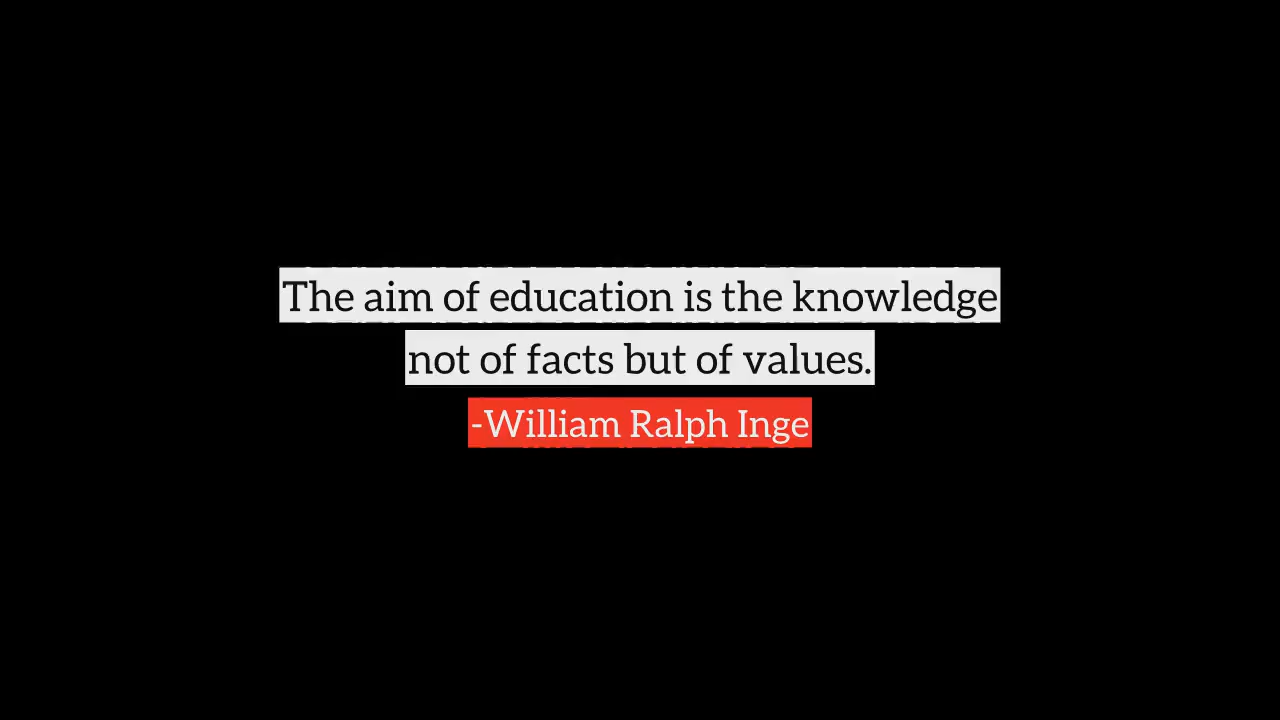 The aim of education is the knowledge
not of facts but of values.
-William Ralph Inge